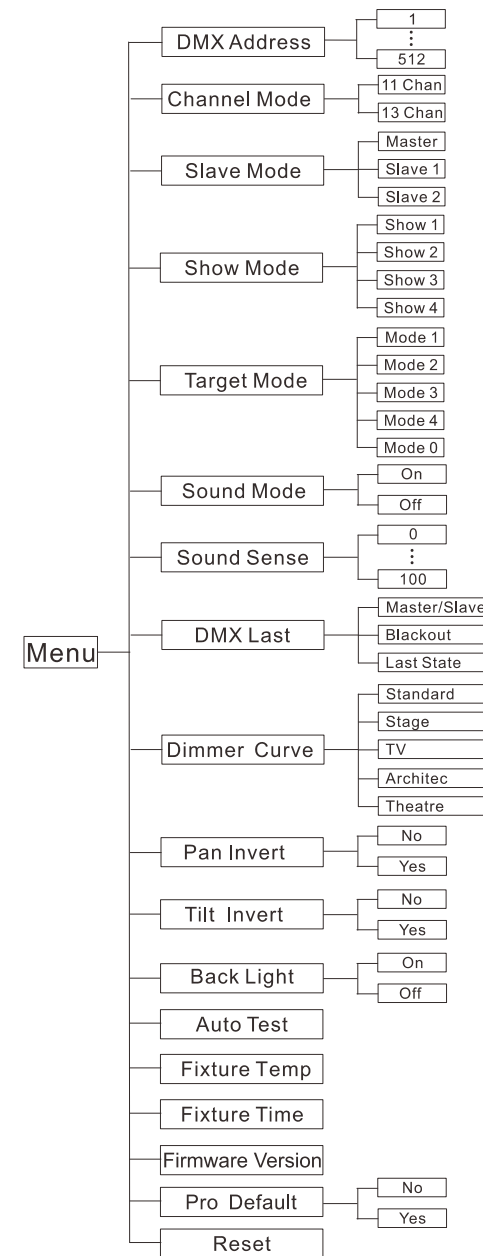 Menu
DMX Address
1
512
Channel Mode
11 Chan
13 Chan
Slave Mode
Master
Slave 1
Slave 2
Show Mode
Show 1
Show 2
Show 3
Show 4
Target Mode
Mode 1
Mode 2
Mode 3
Mode 4
Mode 0
Sound Mode
On
Off
Sound Sense
0
100
DMX Last
Master/Slave
Blackout
Last State
Dimmer Curve
Standard
Stage
TV
Architec
Theatre
Pan Invert
No
Yes
Tilt Invert
No
Yes
Back Light
On
Off
Auto Test
Fixture Temp
Fixture Time
Firmware Version
Pro Default
No
Yes
Reset